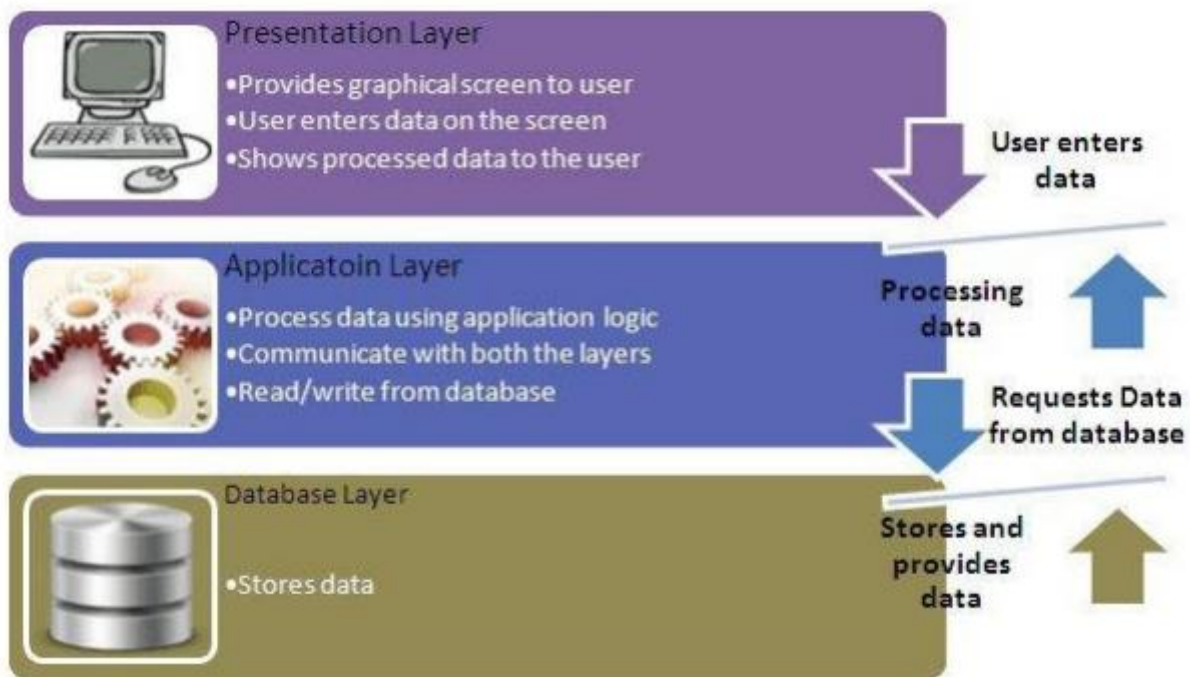 Presentation Layer
•Provides graphical screen to user
•User enters data on the screen
•Shows processed data to the user
User enters
data
Applicatoin Layer
•Process data using application logic
•Communicate with both the layers
•Read/write from database
Processing
data
Requests Data
from database
Database Layer
•Stores data
Stores and
provides
data